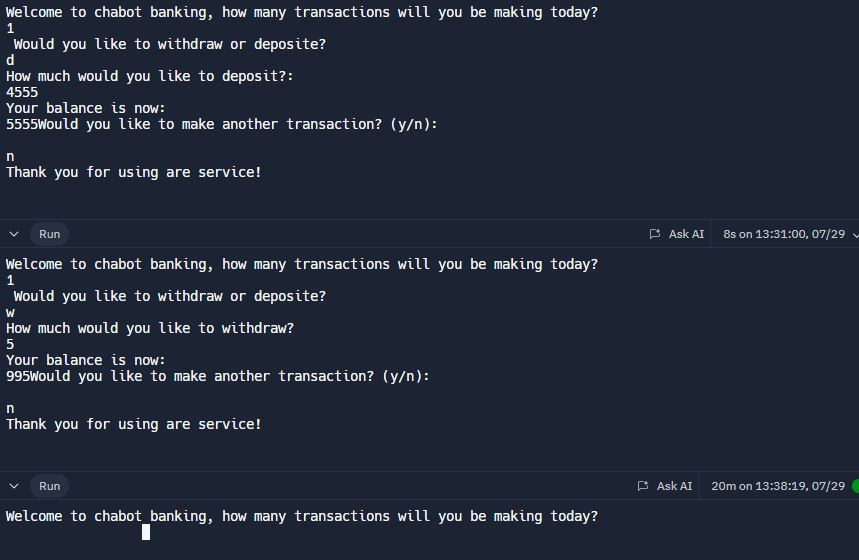 Welcome to chabot banking, how many transactions will you be making today?
1
Would you like to withdraw or deposite?
d
How much would you like to deposit?:
4555
Your balance is now:
5555Would you like to make another transaction? (y/n):
n
Thank you for using are service!
Run Ask AI 8s on 13:31:00, 07/29
Welcome to chabot banking, how many transactions will you be making today?
1
Would you like to withdraw or deposite?
w
How much would you like to withdraw?
5
Your balance is now:
995Would you like to make another transaction? (y/n):
n
Thank you for using are service!
Run Ask AI 20m on 13:38:19, 07/29
Welcome to chabot banking, how many transactions will you be making today?